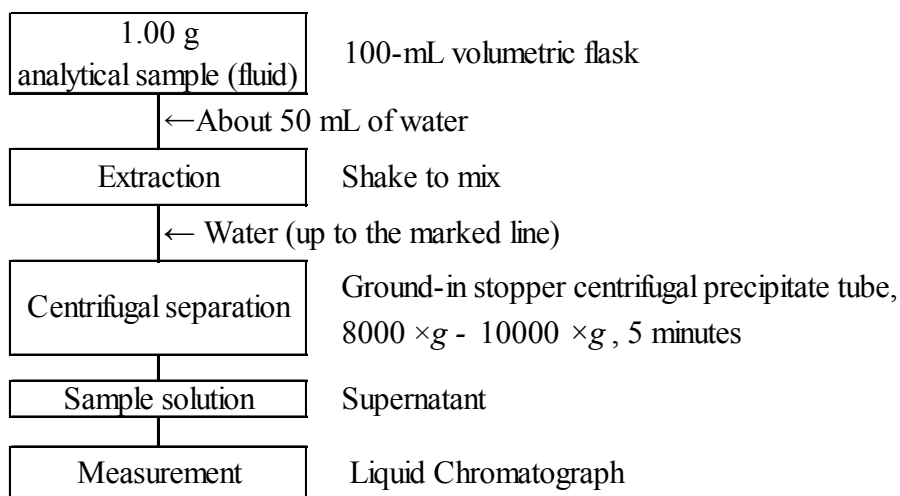 1.00 g
analytical sample (fluid)
100-mL volumetric flask
←About 50 mL of water
Extraction
Shake to mix
← Water (up to the marked line)
Centrifugal separation
Ground-in stopper centrifugal precipitate tube,
8000 ×g - 10000 ×g , 5 minutes
Sample solution
Supernatant
Measurement
Liquid Chromatograph